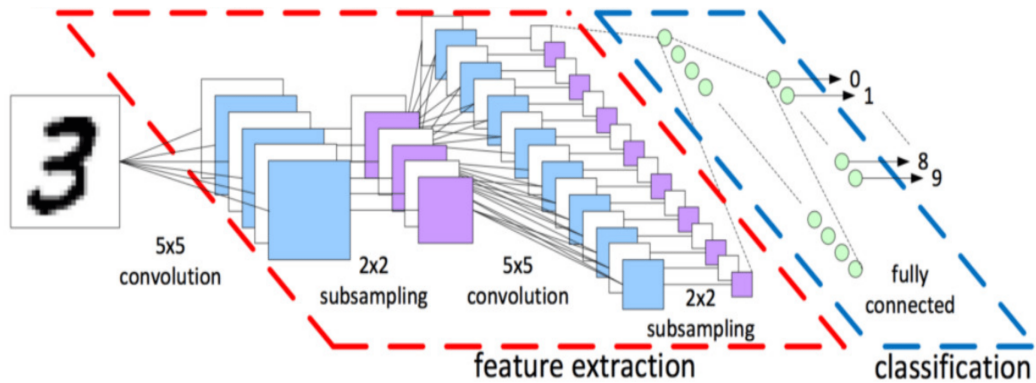 3
0
1
8
9
5x5
convolution
2x2
subsampling
5x5
convolution
2x2
subsampling
fully
connected
feature extraction
classification